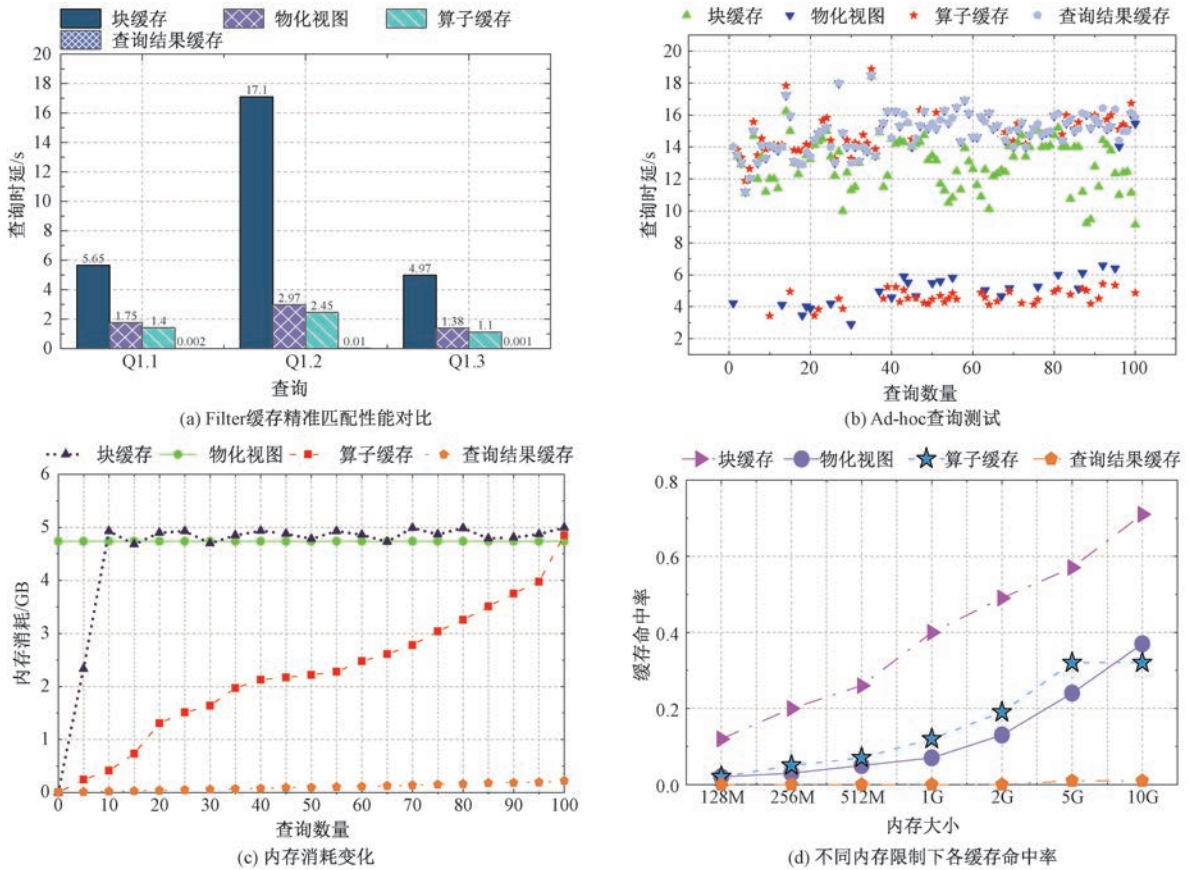 块缓存 物化视图 算子缓存
查询结果缓存
查询时延/s
20
18
16
14
12
10
8
6
4
2
0
5.65
1.75
1.4
0.002
17.1
2.97
2.45
0.01
4.97
1.38
1.1
0.001
Q1.1 Q1.2 Q1.3
查询
(a) Filter缓存精准匹配性能对比
块缓存 物化视图 算子缓存 查询结果缓存
查询时延/s
20
18
16
14
12
10
8
6
4
2
0 20 40 60 80 100
查询数量
(b) Ad-hoc查询测试
块缓存 物化视图 算子缓存 查询结果缓存
内存消耗/GB
6
5
4
3
2
1
0
0 10 20 30 40 50 60 70 80 90 100
查询数量
(c) 内存消耗变化
块缓存 物化视图 算子缓存 查询结果缓存
缓存命中率
0.8
0.6
0.4
0.2
0.0
128M 256M 512M 1G 2G 5G 10G
内存大小
(d) 不同内存限制下各缓存命中率